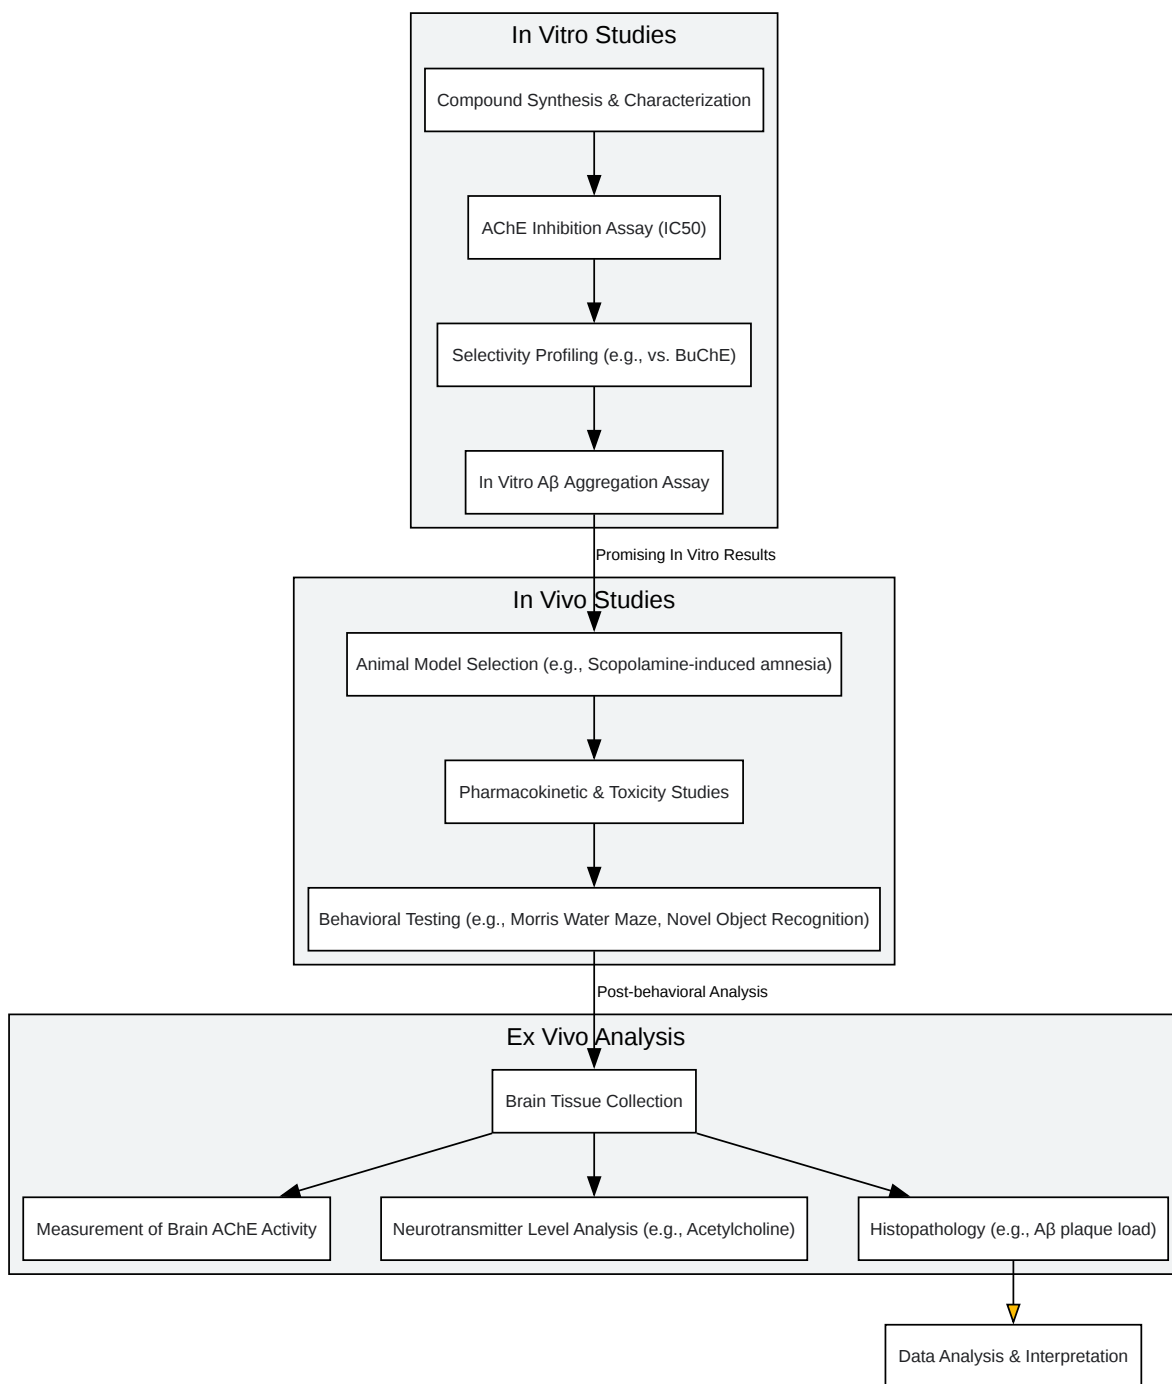 In Vitro Studies
Compound Synthesis & Characterization
AChE Inhibition Assay (IC50)
Selectivity Profiling (e.g., vs. BuChE)
In Vitro Aβ Aggregation Assay
Promising In Vitro Results
In Vivo Studies
Animal Model Selection (e.g., Scopolamine-induced amnesia)
Pharmacokinetic & Toxicity Studies
Behavioral Testing (e.g., Morris Water Maze, Novel Object Recognition)
Post-behavioral Analysis
Ex Vivo Analysis
Brain Tissue Collection
Measurement of Brain AChE Activity
Neurotransmitter Level Analysis (e.g., Acetylcholine)
Histopathology (e.g., Aβ plaque load)
Data Analysis & Interpretation